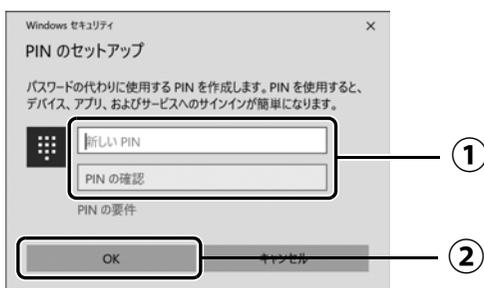 Windows セキュリティ
PIN のセットアップ
パスワードの代わりに使用する PIN を作成します。PIN を使用すると、
デバイス、アプリ、およびサービスへのサインインが簡単になります。
新しい PIN
①
PIN の確認
PIN の要件
OK
キャンセル
②